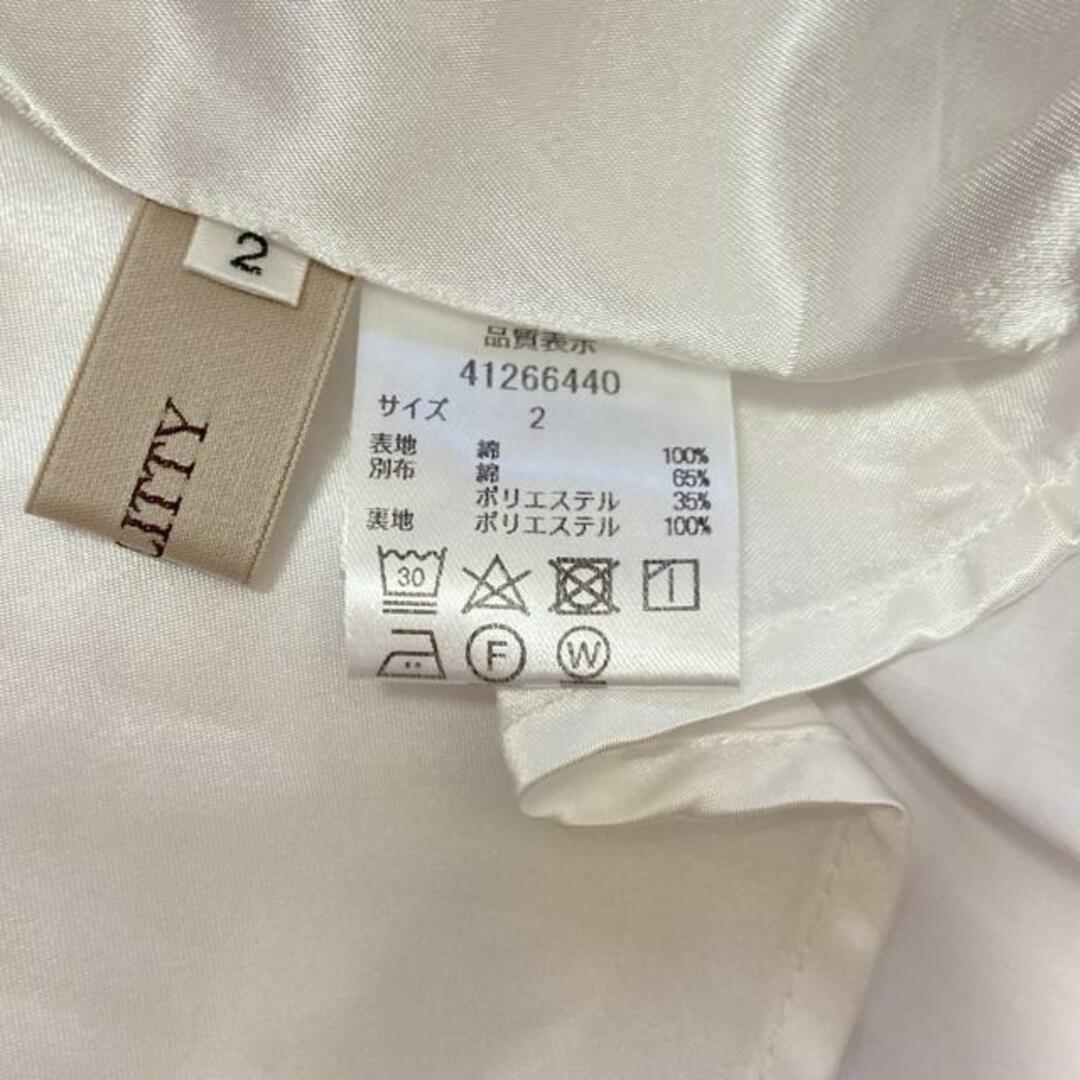 2
LITTY
品質表示
41266440
サイズ 2
表地 綿 100%
別布 綿 65%
ポリエステル 35%
裏地 ポリエステル 100%
30
F W